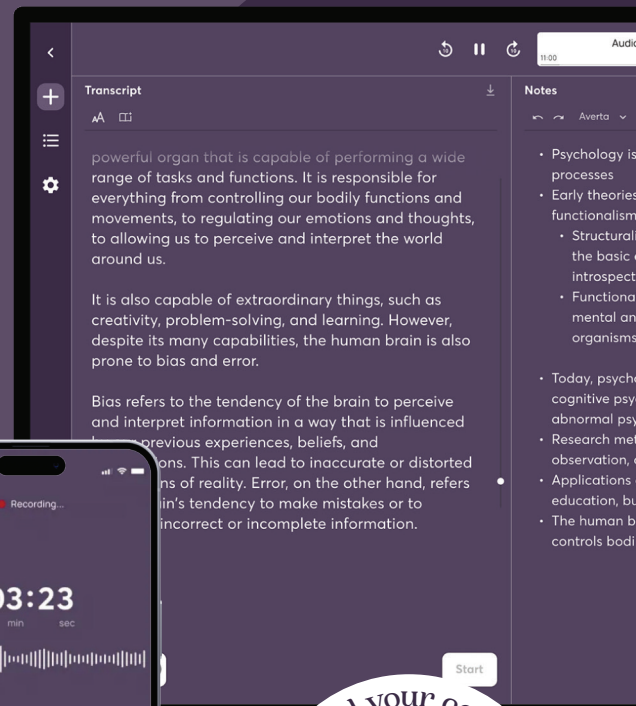 10
10
Audio
11:00
Transcript
Notes
AA
Averta
powerful organ that is capable of performing a wide
range of tasks and functions. It is responsible for
everything from controlling our bodily functions and
movements, to regulating our emotions and thoughts,
to allowing us to perceive and interpret the world
around us.
It is also capable of extraordinary things, such as
creativity, problem-solving, and learning. However,
despite its many capabilities, the human brain is also
prone to bias and error.
Bias refers to the tendency of the brain to perceive
and interpret information in a way that is influenced
previous experiences, beliefs, and
ons. This can lead to inaccurate or distorted
ns of reality. Error, on the other hand, refers
in's tendency to make mistakes or to
incorrect or incomplete information.
Start
• Psychology is
processes
• Early theories
functionalism
• Structurali
the basic
introspect
• Functiona
mental an
organisms
• Today, psycho
cognitive psy
abnormal psy
• Research met
observation,
• Applications
education, bu
• The human b
controls bodi
Recording...
03:23
min sec
your